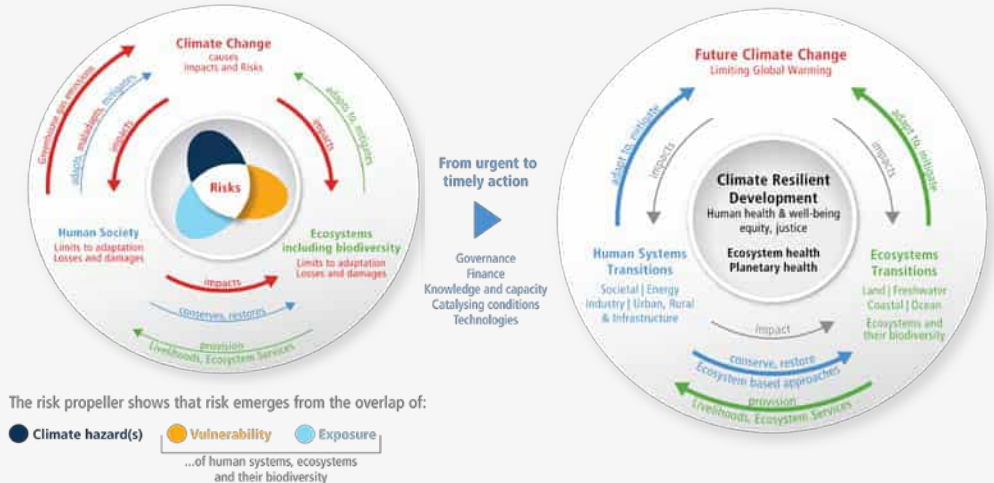 Climate Change
causes
Impacts and Risks
Greenhouse gas emissions
adapts, maladapts, mitigates
impacts
impacts
adapts to, mitigates
Risks
Human Society
Limits to adaptation
Losses and damages
Ecosystems
including biodiversity
Limits to adaptation
Losses and damages
impacts
conserves, restores
provision
Livelihoods, Ecosystem Services
From urgent to
timely action
Governance
Finance
Knowledge and capacity
Catalysing conditions
Technologies
Future Climate Change
Limiting Global Warming
adapt to, mitigate
impacts
impacts
adapt to, mitigate
Climate Resilient
Development
Human health & well-being
equity, justice
Ecosystem health
Planetary health
Human Systems
Transitions
Societal | Energy
Industry | Urban, Rural
& Infrastructure
Ecosystems
Transitions
Land | Freshwater
Coastal | Ocean
Ecosystems and
their biodiversity
impact
conserve, restore
Ecosystem based approaches
provision
Livelihoods, Ecosystem Services
The risk propeller shows that risk emerges from the overlap of:
Climate hazard(s) Vulnerability Exposure
...of human systems, ecosystems
and their biodiversity